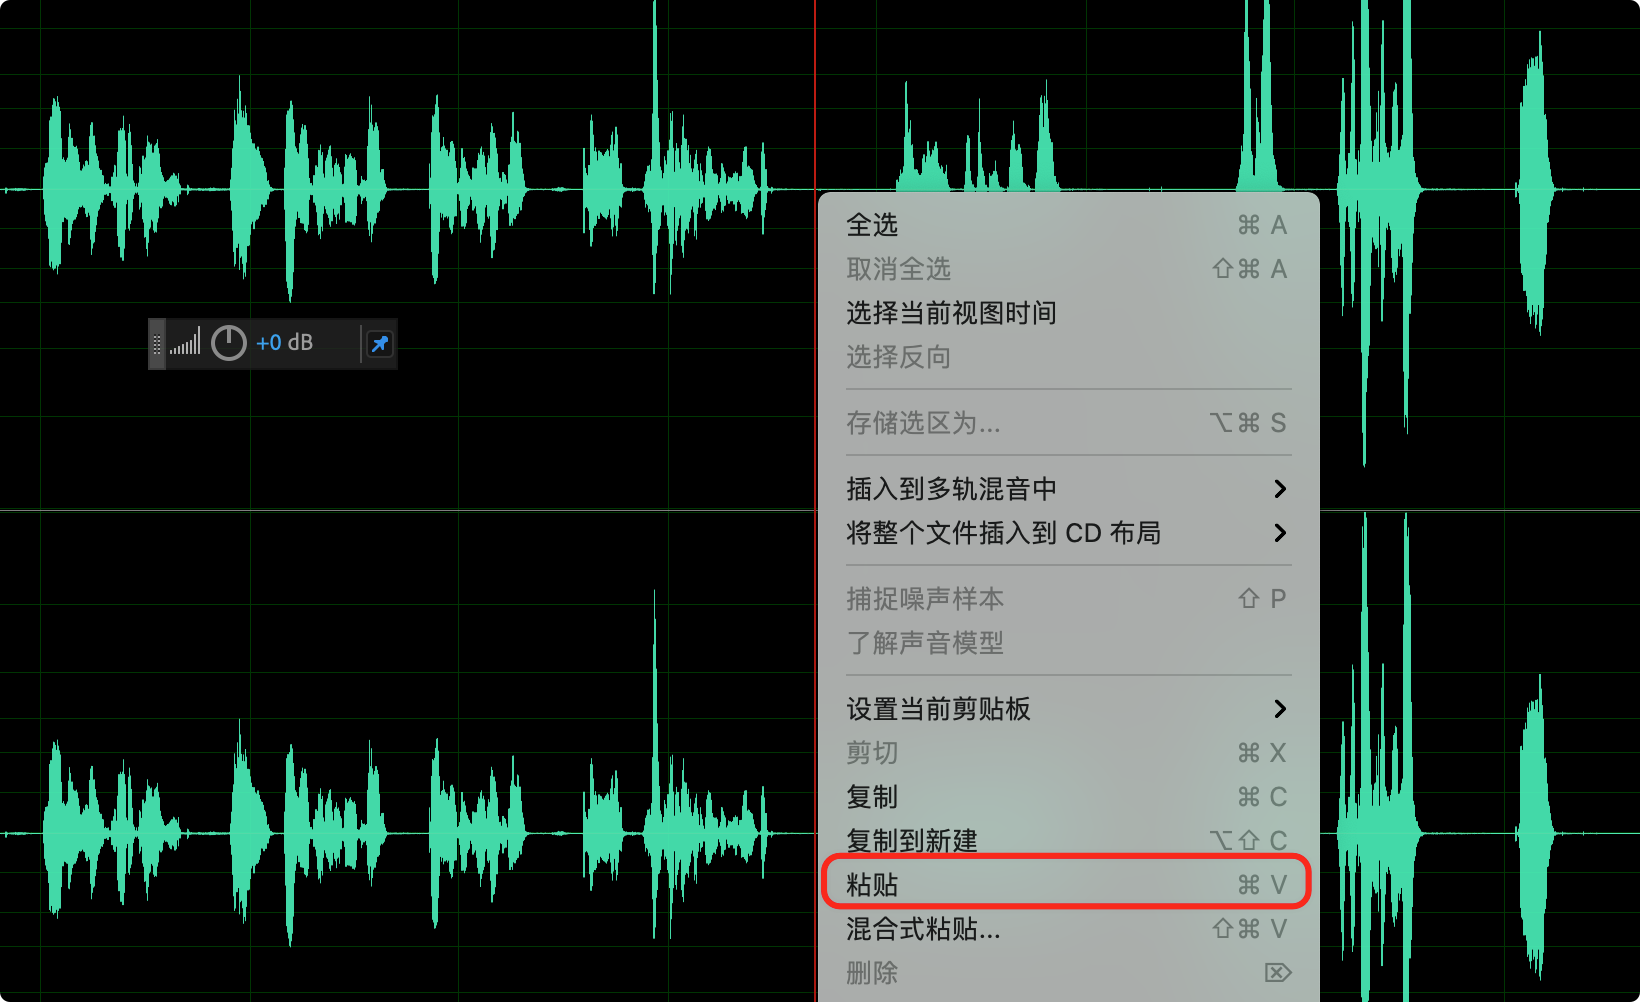 +0 dB
全选 ⌘ A
取消全选 ⇧⌘ A
选择当前视图时间
选择反向
存储选区为... ⌥⌘ S
插入到多轨混音中
将整个文件插入到 CD 布局
捕捉噪声样本 ⇧ P
了解声音模型
设置当前剪贴板
剪切 ⌘ X
复制 ⌘ C
复制到新建 ⌥⇧ C
粘贴 ⌘ V
混合式粘贴... ⇧⌘ V
删除 ⌦